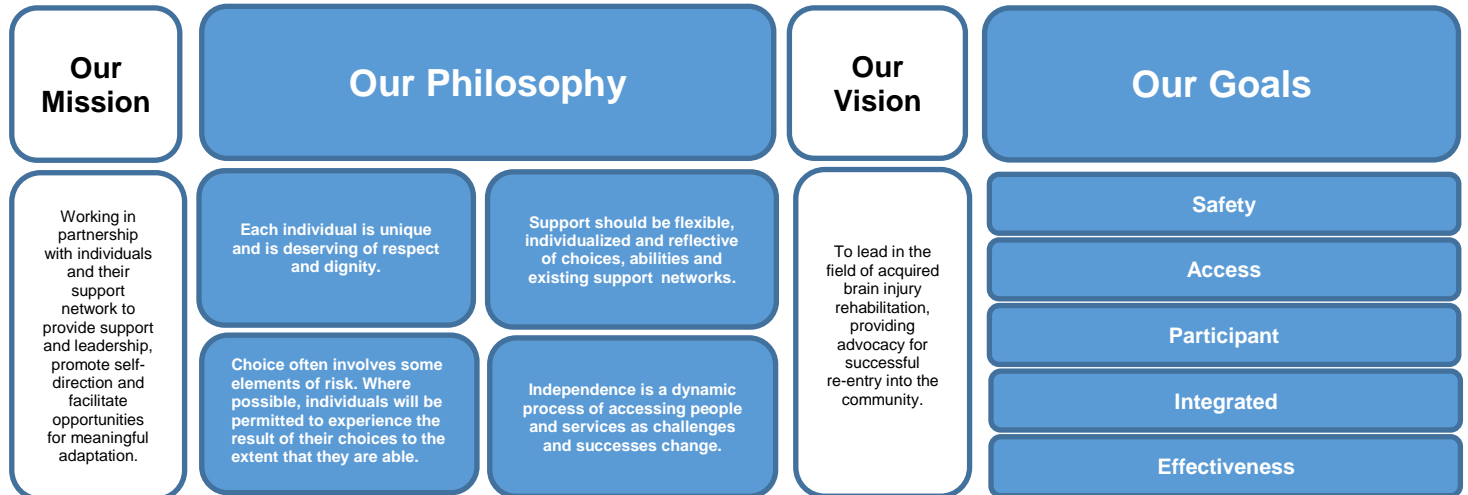 Our
Mission
Working in
partnership
with individuals
and their
support
network to
provide support
and leadership,
promote self-
direction and
facilitate
opportunities
for meaningful
adaptation.
Our Philosophy
Each individual is unique
and is deserving of respect
and dignity.
Support should be flexible,
individualized and reflective
of choices, abilities and
existing support networks.
Choice often involves some
elements of risk. Where
possible, individuals will be
permitted to experience the
result of their choices to the
extent that they are able.
Independence is a dynamic
process of accessing people
and services as challenges
and successes change.
Our
Vision
To lead in the
field of acquired
brain injury
rehabilitation,
providing
advocacy for
successful
re-entry into the
community.
Our Goals
Safety
Access
Participant
Integrated
Effectiveness